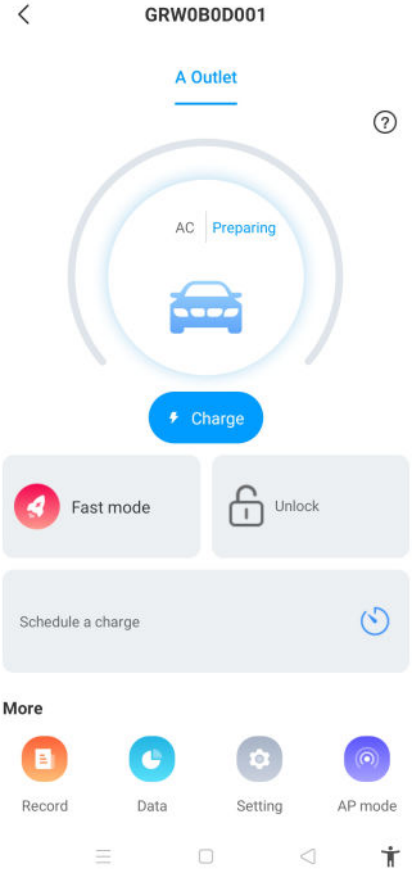 GRW0B0D001
A Outlet
?
AC Preparing
Charge
Fast mode
Unlock
Schedule a charge
More
Record Data Setting AP mode